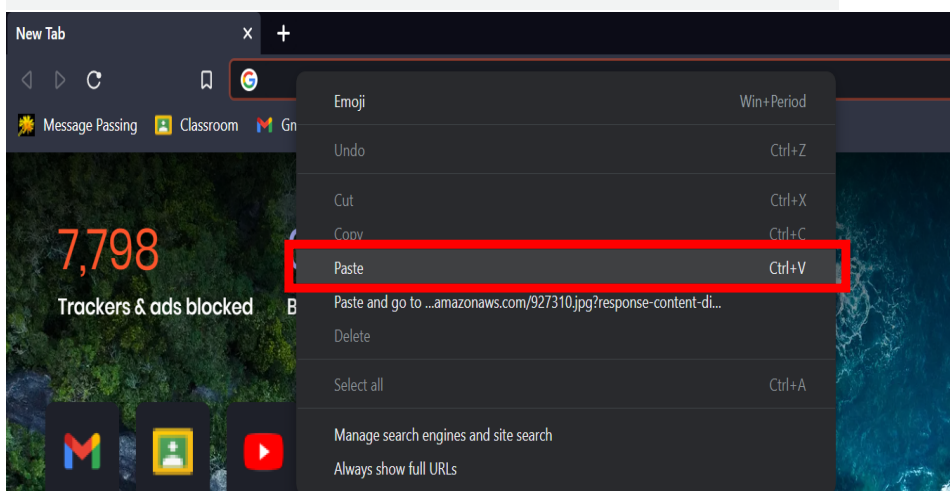 New Tab
Message Passing Classroom Gm
Emoji Win+Period
Undo Ctrl+Z
Cut Ctrl+X
Copy Ctrl+C
Paste Ctrl+V
Paste and go to ...amazonaws.com/927310.jpg?response-content-di...
Delete
Select all Ctrl+A
Manage search engines and site search
Always show full URLs
7,798
Trackers & ads blocked B